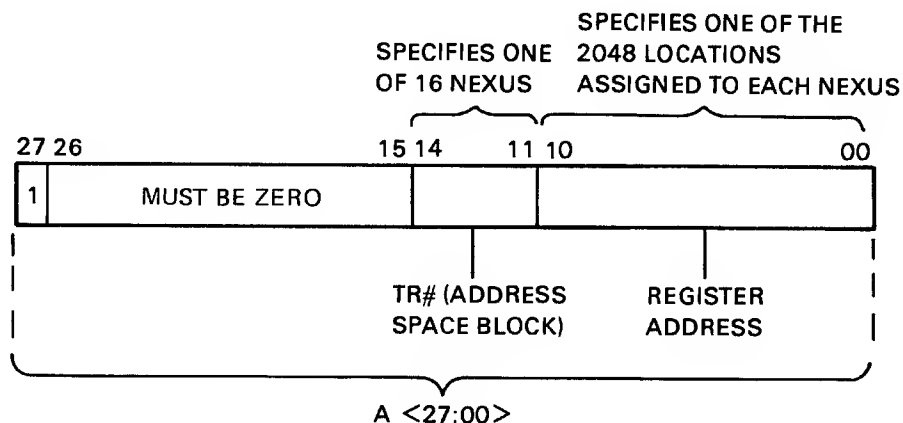 SPECIFIES ONE OF THE
2048 LOCATIONS
ASSIGNED TO EACH NEXUS
SPECIFIES ONE
OF 16 NEXUS
27 26 15 14 11 10 00
1 MUST BE ZERO
TR# (ADDRESS
SPACE BLOCK)
REGISTER
ADDRESS
A <27:00>